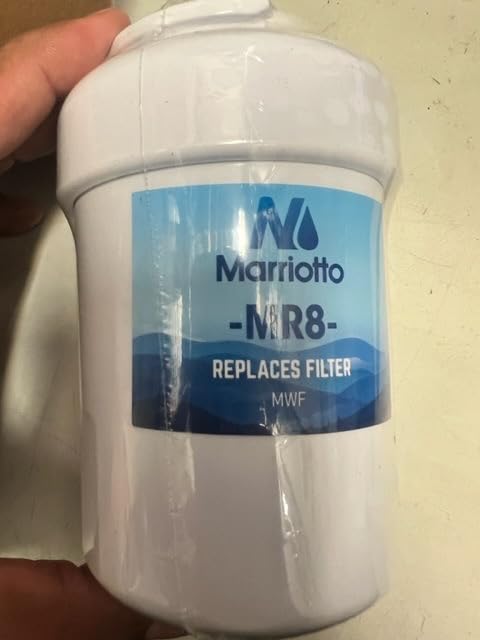 Marriotto
-MR8-
REPLACES FILTER
MWF